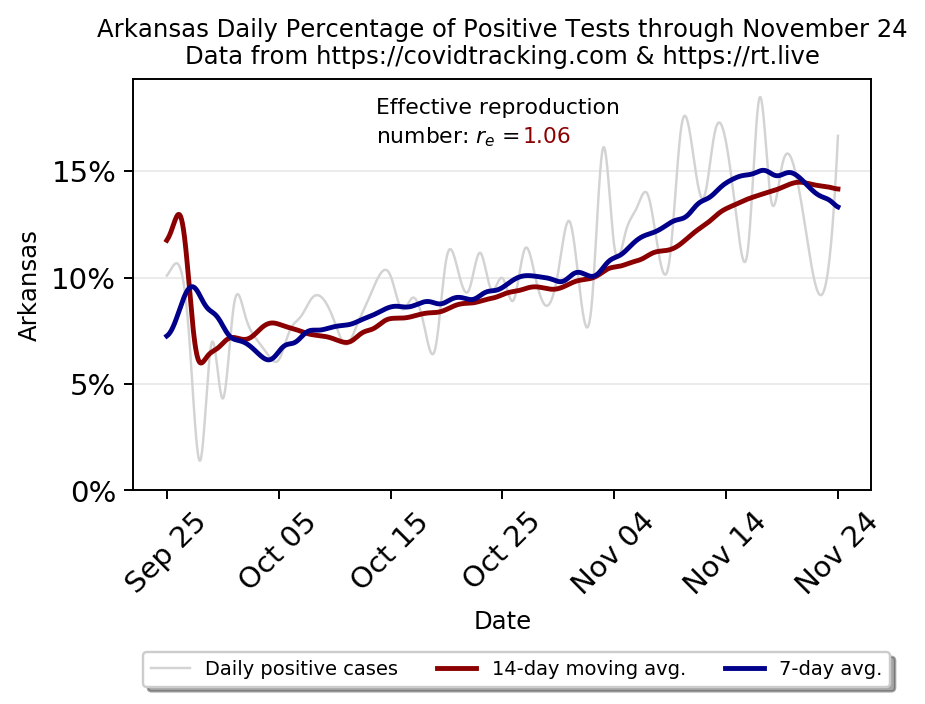 Arkansas Daily Percentage of Positive Tests through November 24
Data from https://covidtracking.com & https://rt.live
Effective reproduction
number: rₑ =1.06
15%
10%
5%
0%
Arkansas
Sep 25
Oct 05
Oct 15
Oct 25
Nov 04
Nov 14
Nov 24
Date
Daily positive cases
14-day moving avg.
7-day avg.